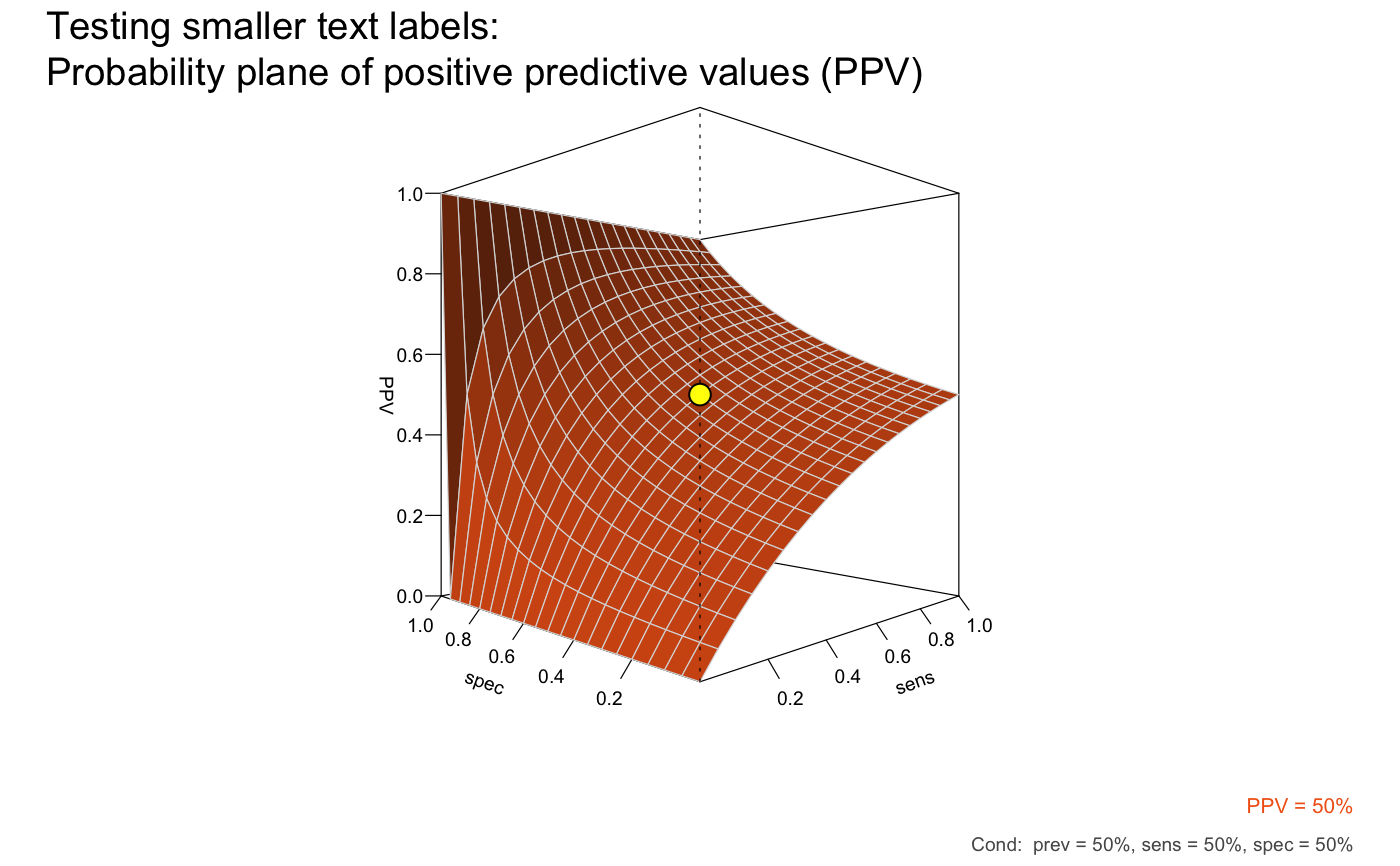 Testing smaller text labels:
Probability plane of positive predictive values (PPV)
1.0
0.8
0.6
PPV
0.4
0.2
0.0
1.0
0.8
0.6
0.4
0.2
spec
0.2
0.4
0.6
0.8
1.0
sens
PPV = 50%
Cond:  prev = 50%, sens = 50%, spec = 50%